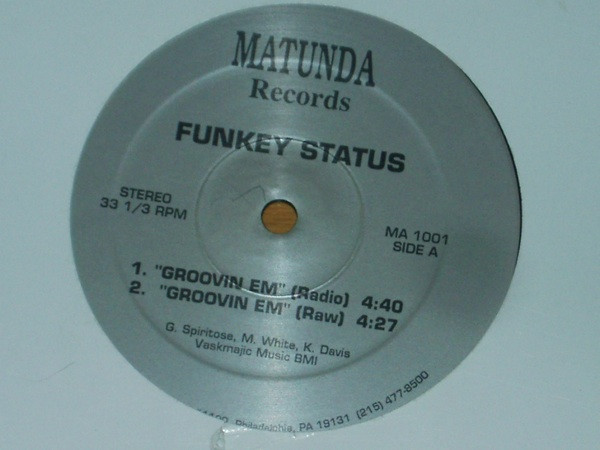 MATUNDA
Records
FUNKEY STATUS
STEREO
33 1/3 RPM
MA 1001
SIDE A
1. "GROOVIN EM" (Radio) 4:40
2. "GROOVIN EM" (Raw) 4:27
G. Spiritose, M. White, K. Davis
Vaskmajic Music BMI
Philadelphia, PA 19131 (215) 477-8500